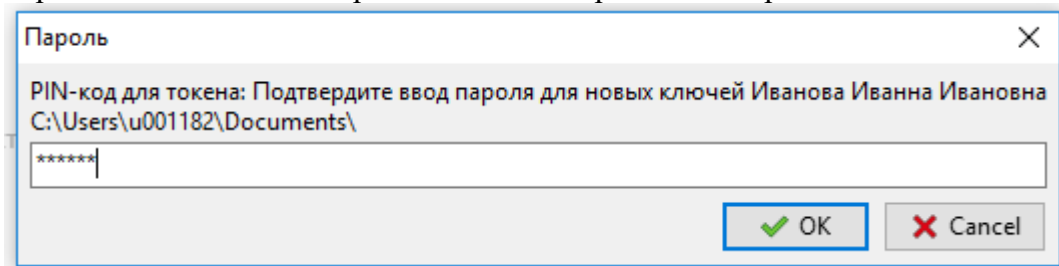 Пароль
PIN-код для токена: Подтвердите ввод пароля для новых ключей Иванова Иванна Ивановна
C:\Users\u001182\Documents\
******
OK
Cancel